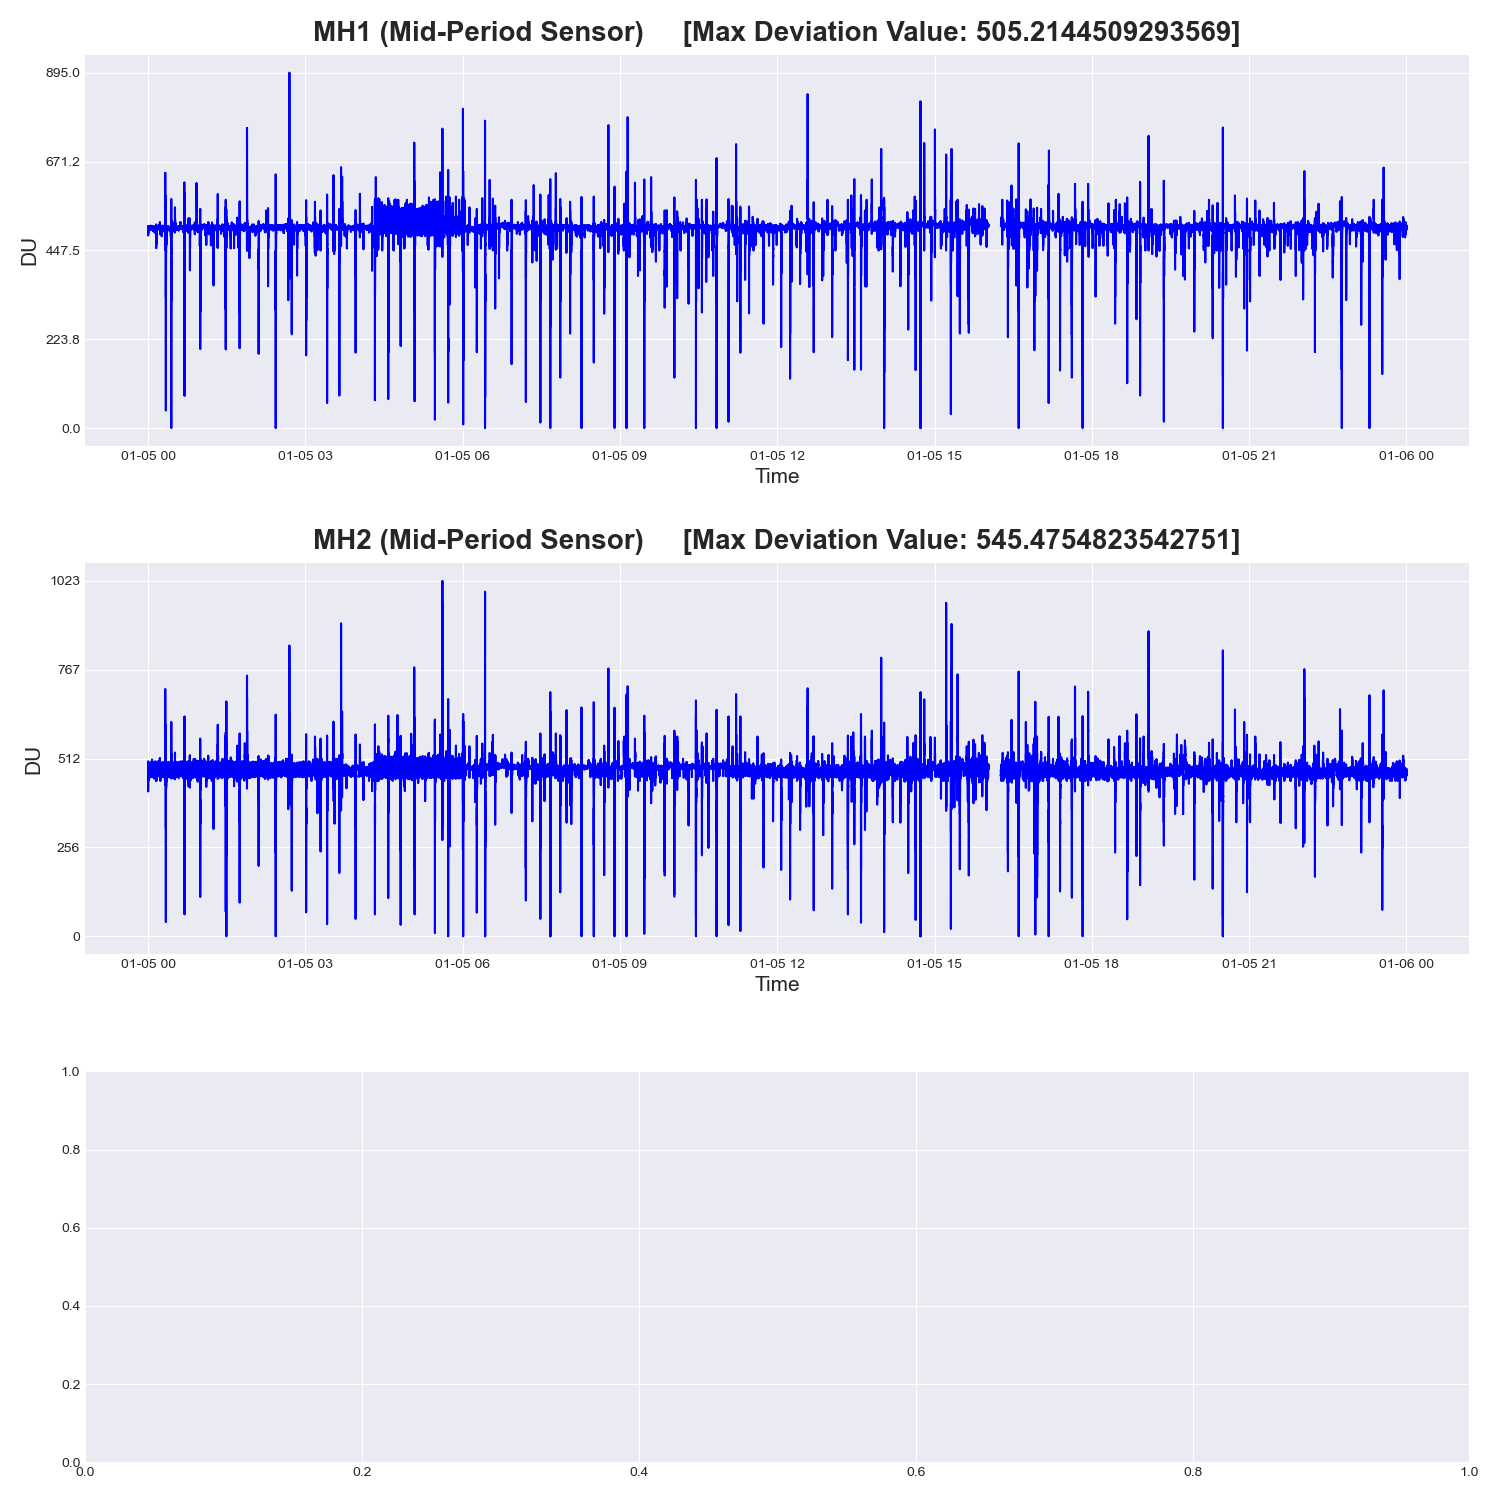 MH1 (Mid-Period Sensor) [Max Deviation Value: 505.2144509293569]
895.0
671.2
447.5
223.8
0.0
DU
01-05 00 01-05 03 01-05 06 01-05 09 01-05 12 01-05 15 01-05 18 01-05 21 01-06 00
Time
MH2 (Mid-Period Sensor) [Max Deviation Value: 545.4754823542751]
1023
767
512
256
0
DU
01-05 00 01-05 03 01-05 06 01-05 09 01-05 12 01-05 15 01-05 18 01-05 21 01-06 00
Time
1.0
0.8
0.6
0.4
0.2
0.0
0.0 0.2 0.4 0.6 0.8 1.0